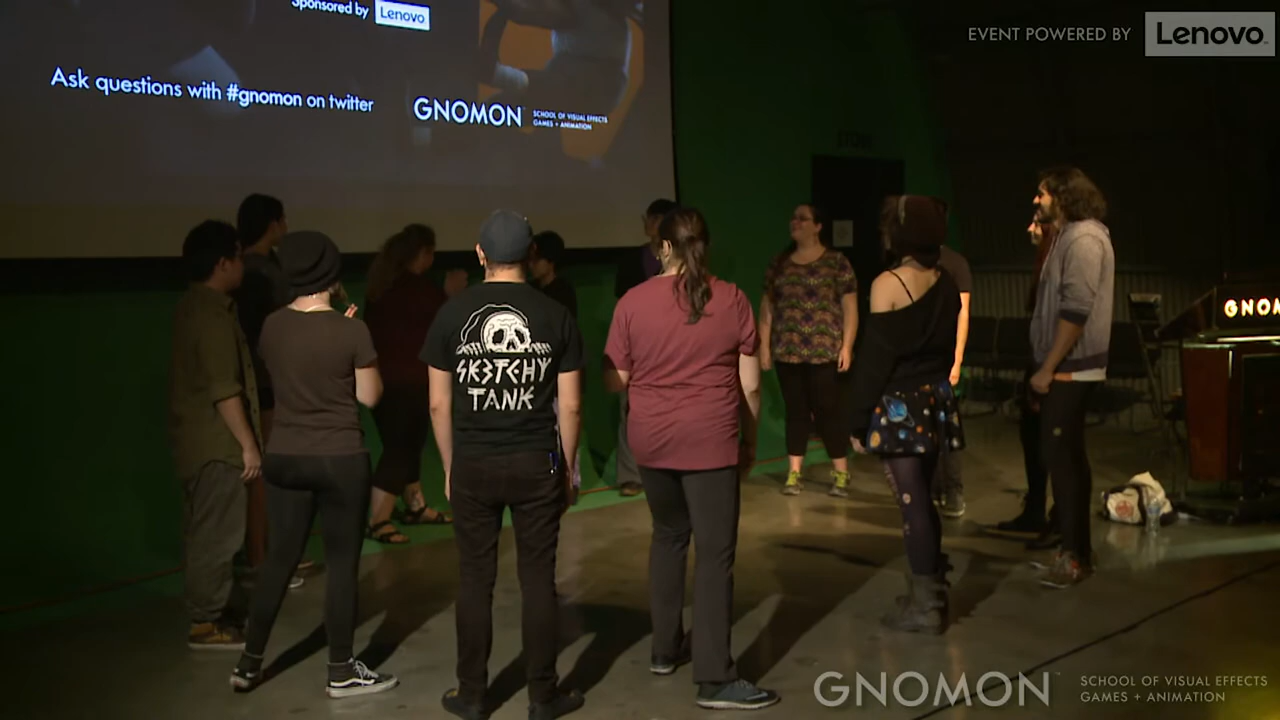 Sponsored by Lenovo
EVENT POWERED BY Lenovo
Ask questions with #gnomon on twitter
GNOMON
SCHOOL OF VISUAL EFFECTS
GAMES + ANIMATION
SK3TCHY
TANK
GNOM
GNOMON
SCHOOL OF VISUAL EFFECTS
GAMES + ANIMATION